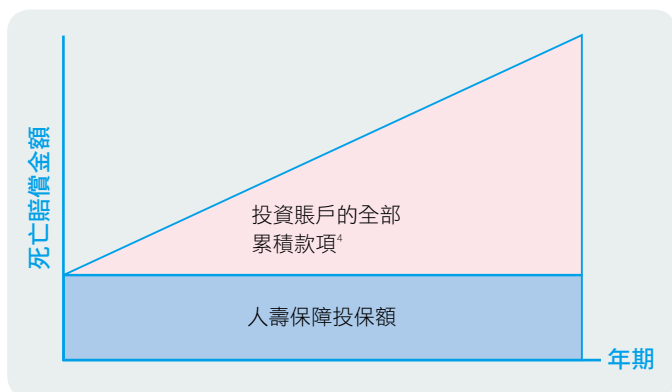 死亡賠償金額
投資賬戶的全部
累積款項4
人壽保障投保額
年期